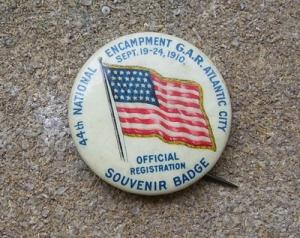 44th NATIONAL ENCAMPMENT G.A.R. ATLANTIC CITY
SEPT. 19-24, 1910.
OFFICIAL
REGISTRATION
SOUVENIR BADGE